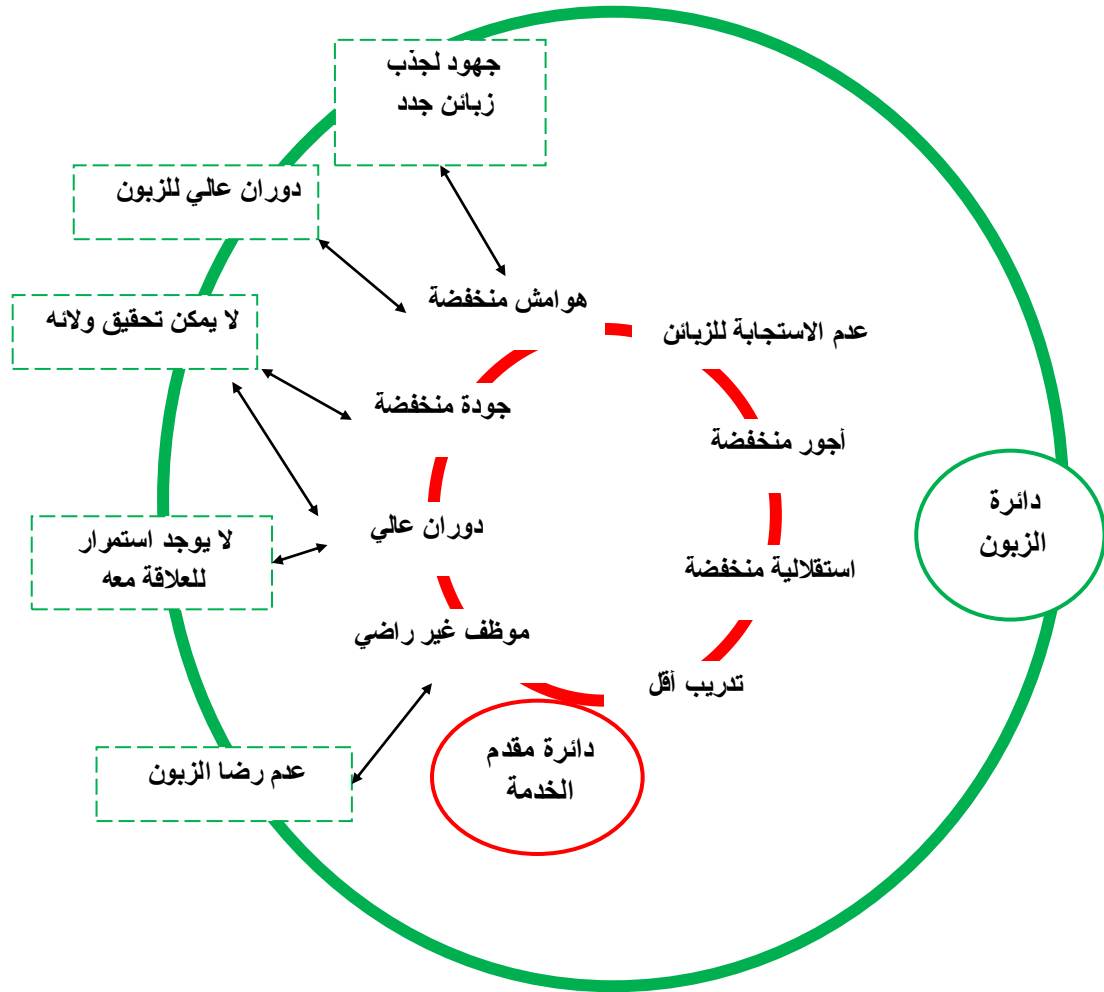 جهود لجذب
زبائن جدد
دوران عالي للزبون
هوامش منخفضة
لا يمكن تحقيق ولائه
عدم الاستجابة للزبائن
جودة منخفضة
أجور منخفضة
دائرة
الزبون
دوران عالي
لا يوجد استمرار
للعلاقة معه
استقلالية منخفضة
موظف غير راضي
تدريب أقل
دائرة مقدم
الخدمة
عدم رضا الزبون